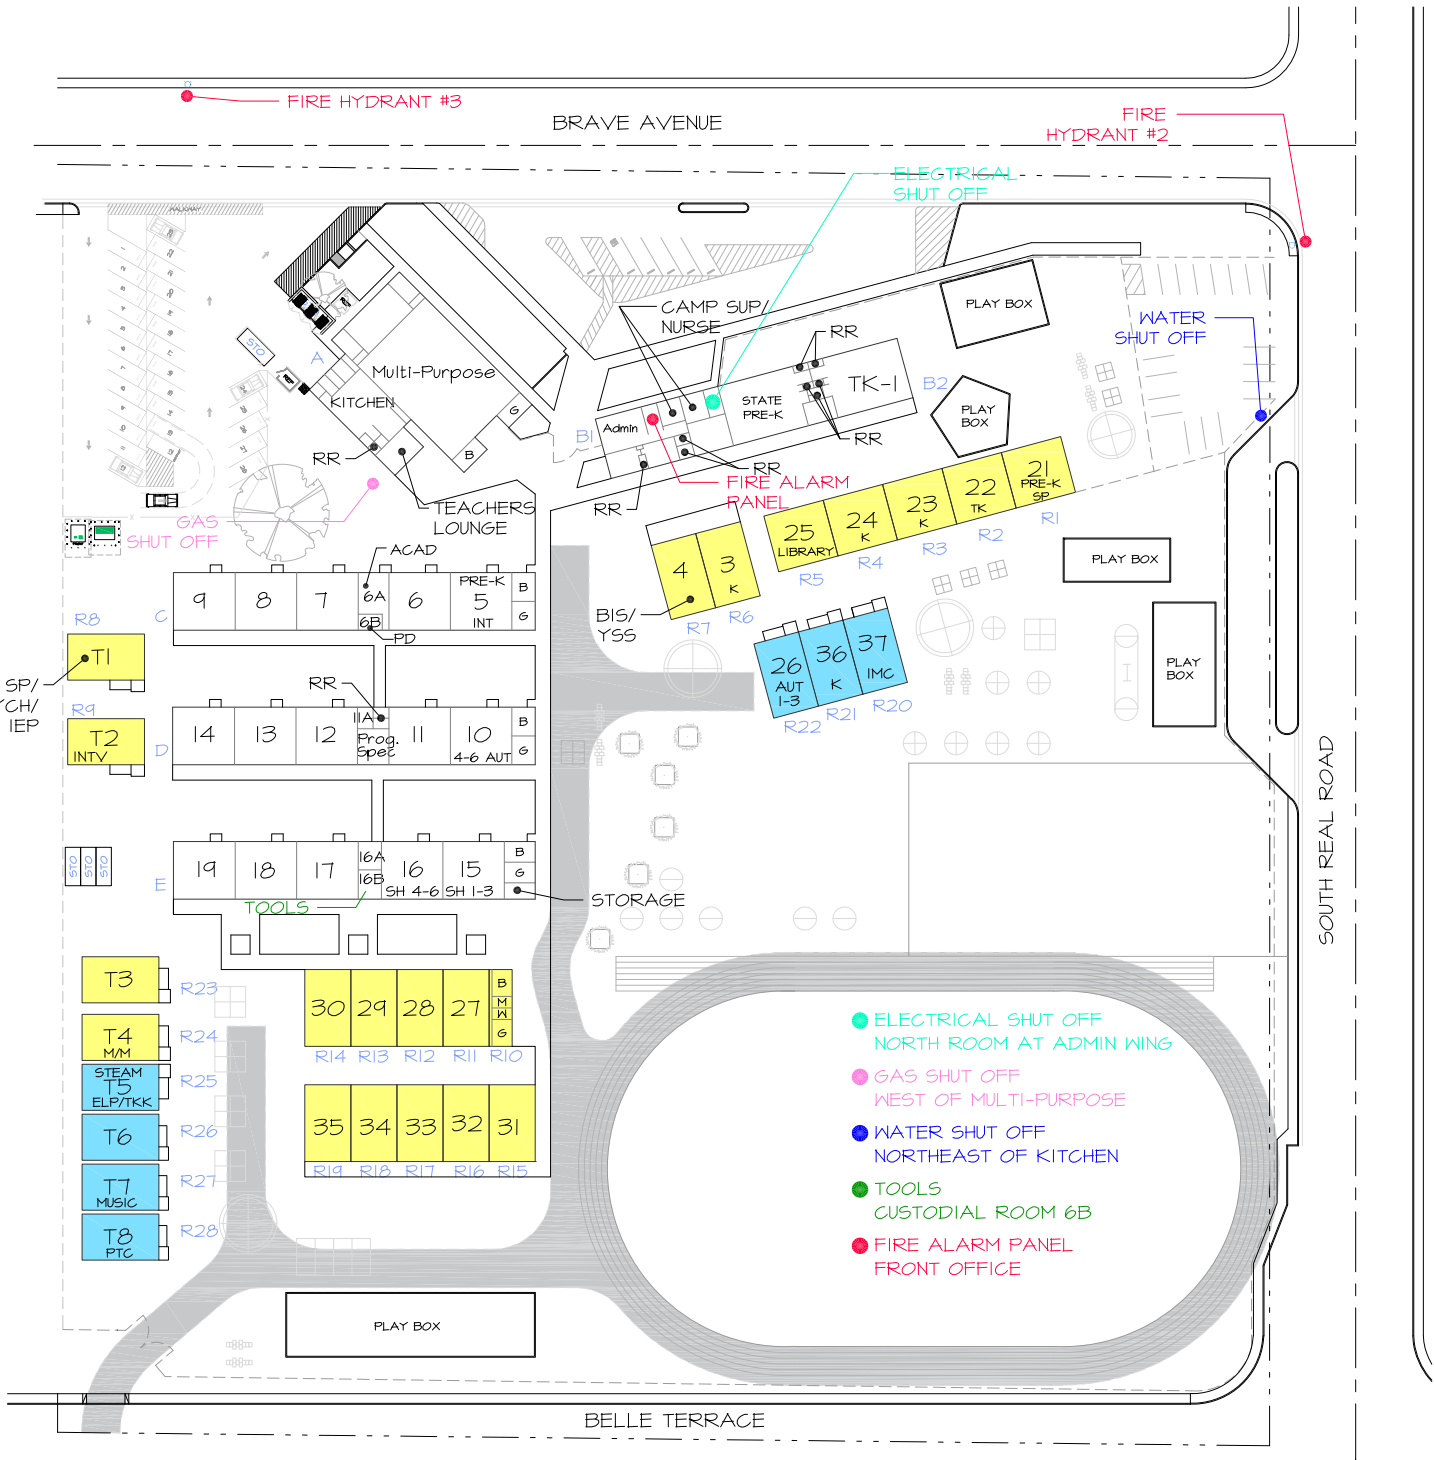 FIRE HYDRANT #3
BRAVE AVENUE
FIRE
HYDRANT #2
ELECTRICAL
SHUT OFF
WALKWAY
CAMP SUP/
NURSE
RR
PLAY BOX
WATER
SHUT OFF
STO
A
Multi-Purpose
KITCHEN
STATE
PRE-K
TK-1
B2
PLAY
BOX
G
B
Admin
B1
RR
RR
RR
RR
FIRE ALARM
PANEL
TEACHERS
LOUNGE
GAS
SHUT OFF
21
PRE-K
SP
22
TK
23
K
24
K
25
LIBRARY
R1
R2
R3
R4
R5
4
3
K
R6
R7
BIS/
YSS
PLAY BOX
ACAD
C
9
8
7
6A
6B
6
PRE-K
5
INT
B
G
PD
R8
T1
SP/
YCH/
IEP
R9
T2
INTV
RR
D
14
13
12
11A
Prog.
Spec
11
10
4-6 AUT
B
G
26
AUT
1-3
36
K
37
IMC
R22
R21
R20
PLAY
BOX
SOUTH REAL ROAD
STO
STO
STO
E
19
18
17
16A
16B
16
SH 4-6
15
SH 1-3
B
G
STORAGE
TOOLS
T3
R23
T4
M/M
R24
STEAM
T5
ELP/TKK
R25
T6
R26
T7
MUSIC
R27
T8
PTC
R28
30
29
28
27
B
M
W
G
R14
R13
R12
R11
R10
35
34
33
32
31
R19
R18
R17
R16
R15
ELECTRICAL SHUT OFF
NORTH ROOM AT ADMIN WING
GAS SHUT OFF
WEST OF MULTI-PURPOSE
WATER SHUT OFF
NORTHEAST OF KITCHEN
TOOLS
CUSTODIAL ROOM 6B
FIRE ALARM PANEL
FRONT OFFICE
PLAY BOX
BELLE TERRACE